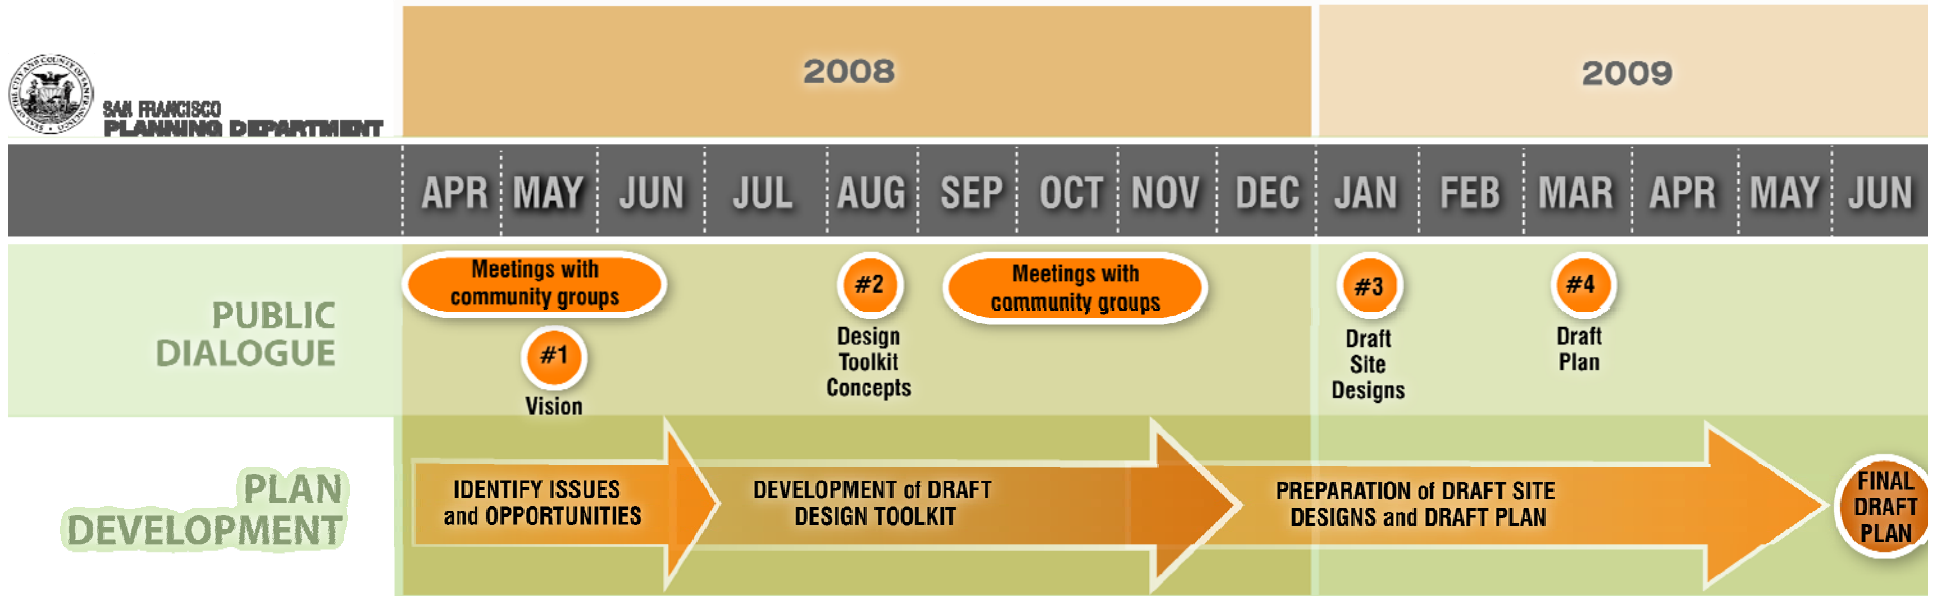 2008
2009
SAN FRANCISCO
PLANNING DEPARTMENT
APR MAY JUN JUL AUG SEP OCT NOV DEC JAN FEB MAR APR MAY JUN
PUBLIC
DIALOGUE
Meetings with
community groups
#1
Vision
#2
Design
Toolkit
Concepts
Meetings with
community groups
#3
Draft
Site
Designs
#4
Draft
Plan
PLAN
DEVELOPMENT
IDENTIFY ISSUES
and OPPORTUNITIES
DEVELOPMENT of DRAFT
DESIGN TOOLKIT
PREPARATION of DRAFT SITE
DESIGNS and DRAFT PLAN
FINAL
DRAFT
PLAN